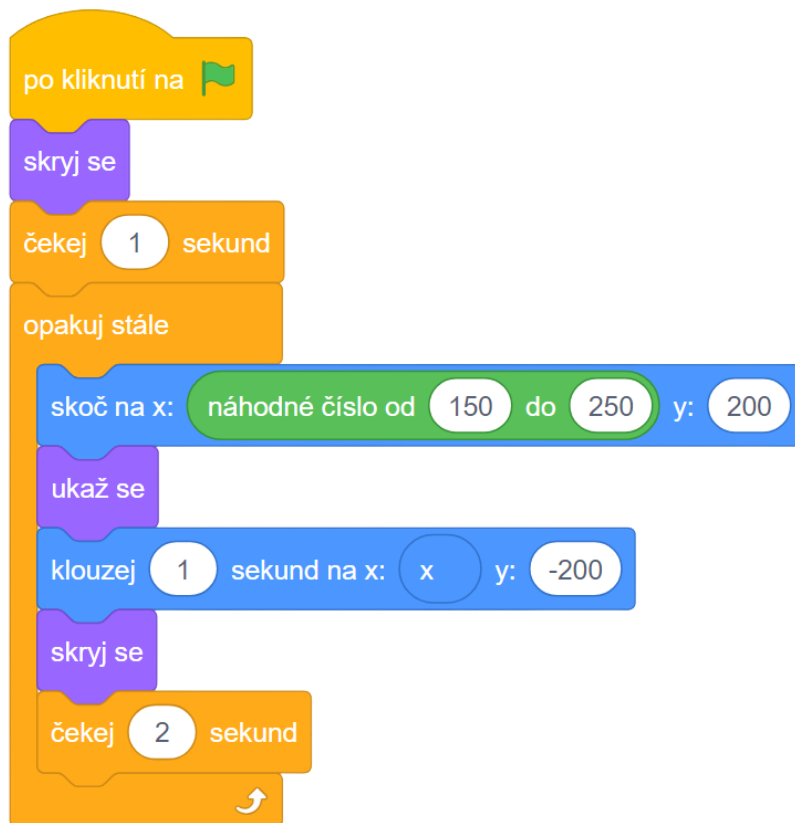 po kliknutí na
skryj se
čekej 1 sekund
opakuj stále
skoč na x: náhodné číslo od 150 do 250 y: 200
ukaž se
klouzej 1 sekund na x: x y: -200
skryj se
čekej 2 sekund